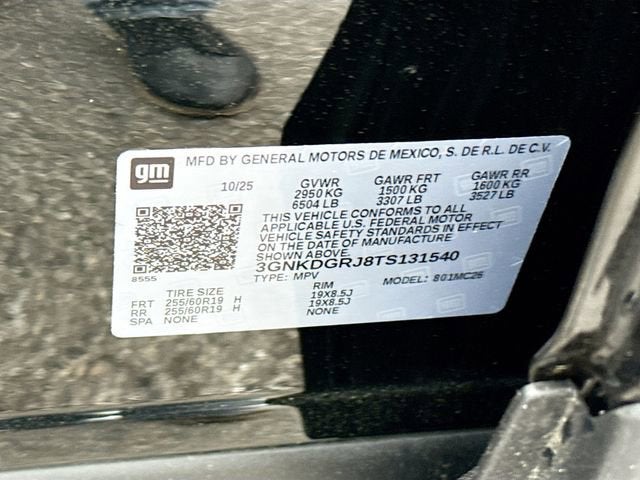 gm MFD BY GENERAL MOTORS DE MEXICO, S. DE R.L. DE C.V.
10/25 GVWR GAWR FRT GAWR RR
2950 KG 1500 KG 1600 KG
6504 LB 3307 LB 3527 LB
THIS VEHICLE CONFORMS TO ALL
APPLICABLE U.S. FEDERAL MOTOR
VEHICLE SAFETY STANDARDS IN EFFECT
ON THE DATE OF MANUFACTURE
SHOWN ABOVE.
3GNKDGRJ8TS131540
8555
TYPE: MPV MODEL: 801MC26
TIRE SIZE RIM
FRT 255/60R19 H 19X8.5J
RR 255/60R19 H 19X8.5J
SPA NONE NONE